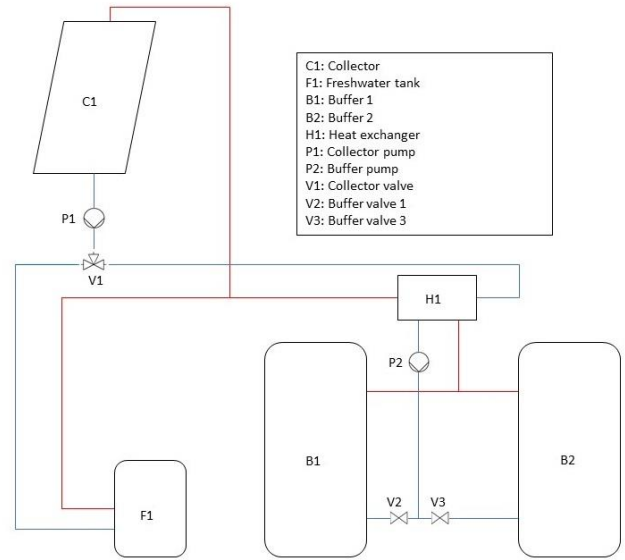 C1
C1: Collector
F1: Freshwater tank
B1: Buffer 1
B2: Buffer 2
H1: Heat exchanger
P1: Collector pump
P2: Buffer pump
V1: Collector valve
V2: Buffer valve 1
V3: Buffer valve 3
P1
V1
H1
P2
B1
B2
V2
V3
F1